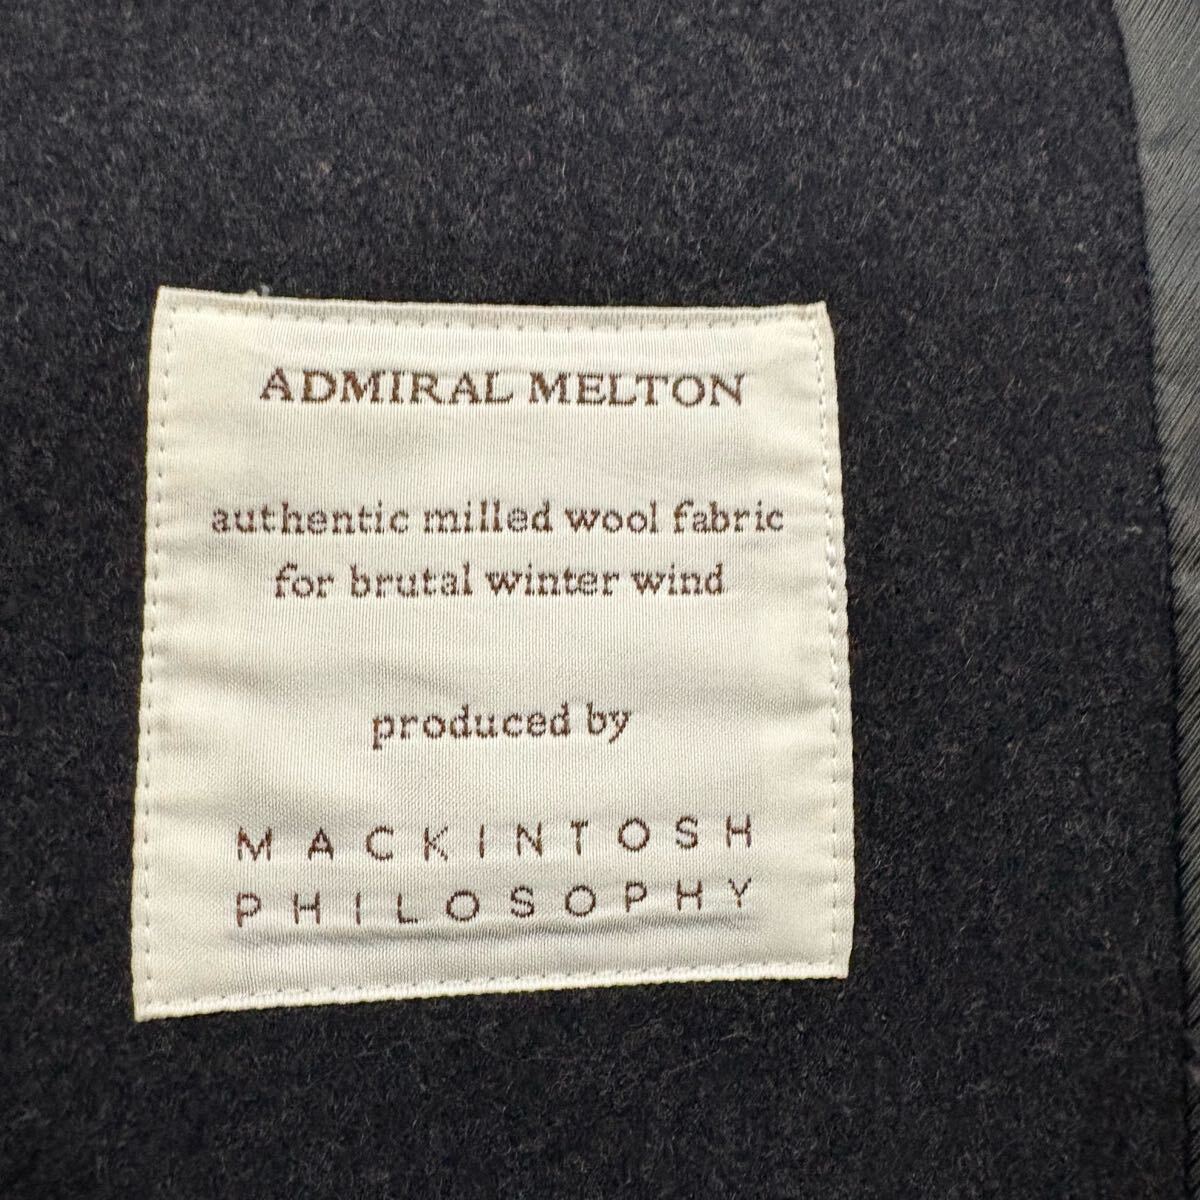 ADMIRAL MELTON
authentic milled wool fabric
for brutal winter wind
produced by
MACKINTOSH
PHILOSOPHY